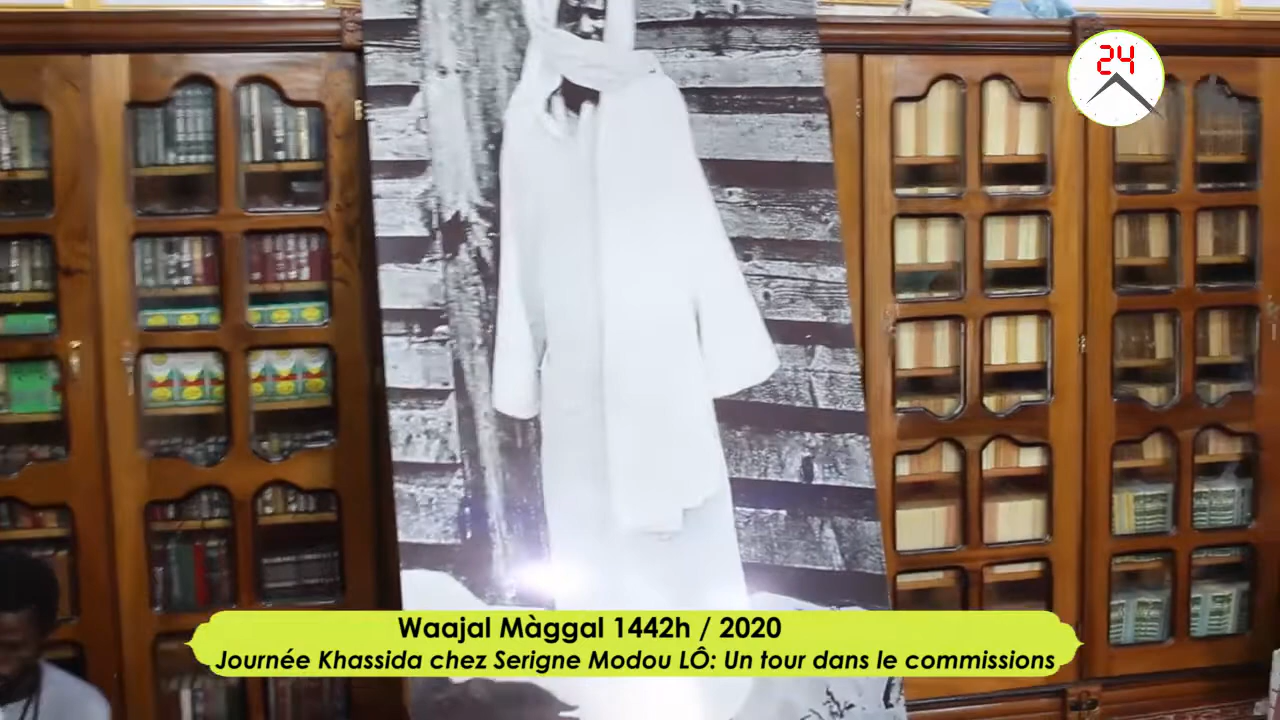 24
Waajal Màggal 1442h / 2020
Journée Khassida chez Serigne Modou LÔ: Un tour dans le commissions